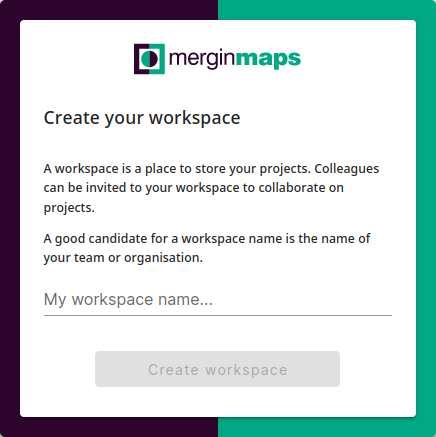 merginmaps
Create your workspace
A workspace is a place to store your projects. Colleagues
can be invited to your workspace to collaborate on
projects.
A good candidate for a workspace name is the name of
your team or organisation.
My workspace name...
Create workspace